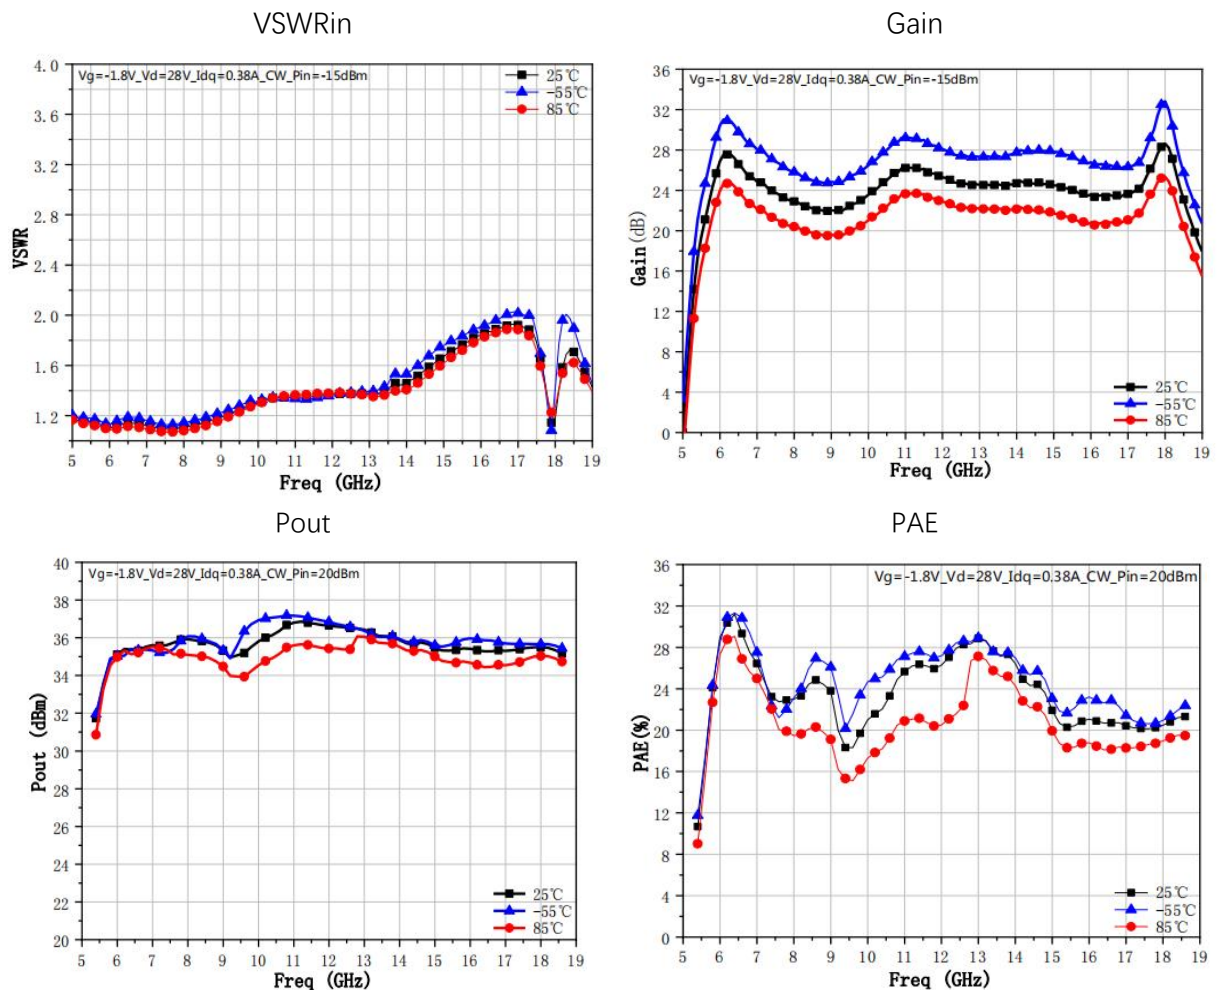 VSWRin
Gain
4.0
3.6
3.2
2.8
2.4
2.0
1.6
1.2
VSWR
Vg=-1.8V_Vd=28V_Idq=0.38A_CW_Pin=-15dBm
25℃
-55℃
85℃
5 6 7 8 9 10 11 12 13 14 15 16 17 18 19
Freq (GHz)
36
32
28
24
20
16
12
8
4
0
Gain(dB)
Vg=-1.8V_Vd=28V_Idq=0.38A_CW_Pin=-15dBm
25℃
-55℃
85℃
5 6 7 8 9 10 11 12 13 14 15 16 17 18 19
Freq (GHz)
Pout
PAE
40
38
36
34
32
30
28
26
24
22
20
Pout (dBm)
Vg=-1.8V_Vd=28V_Idq=0.38A_CW_Pin=20dBm
25℃
-55℃
85℃
5 6 7 8 9 10 11 12 13 14 15 16 17 18 19
Freq (GHz)
36
32
28
24
20
16
12
8
4
0
PAE(%)
Vg=-1.8V_Vd=28V_Idq=0.38A_CW_Pin=20dBm
25℃
-55℃
85℃
5 6 7 8 9 10 11 12 13 14 15 16 17 18 19
Freq (GHz)